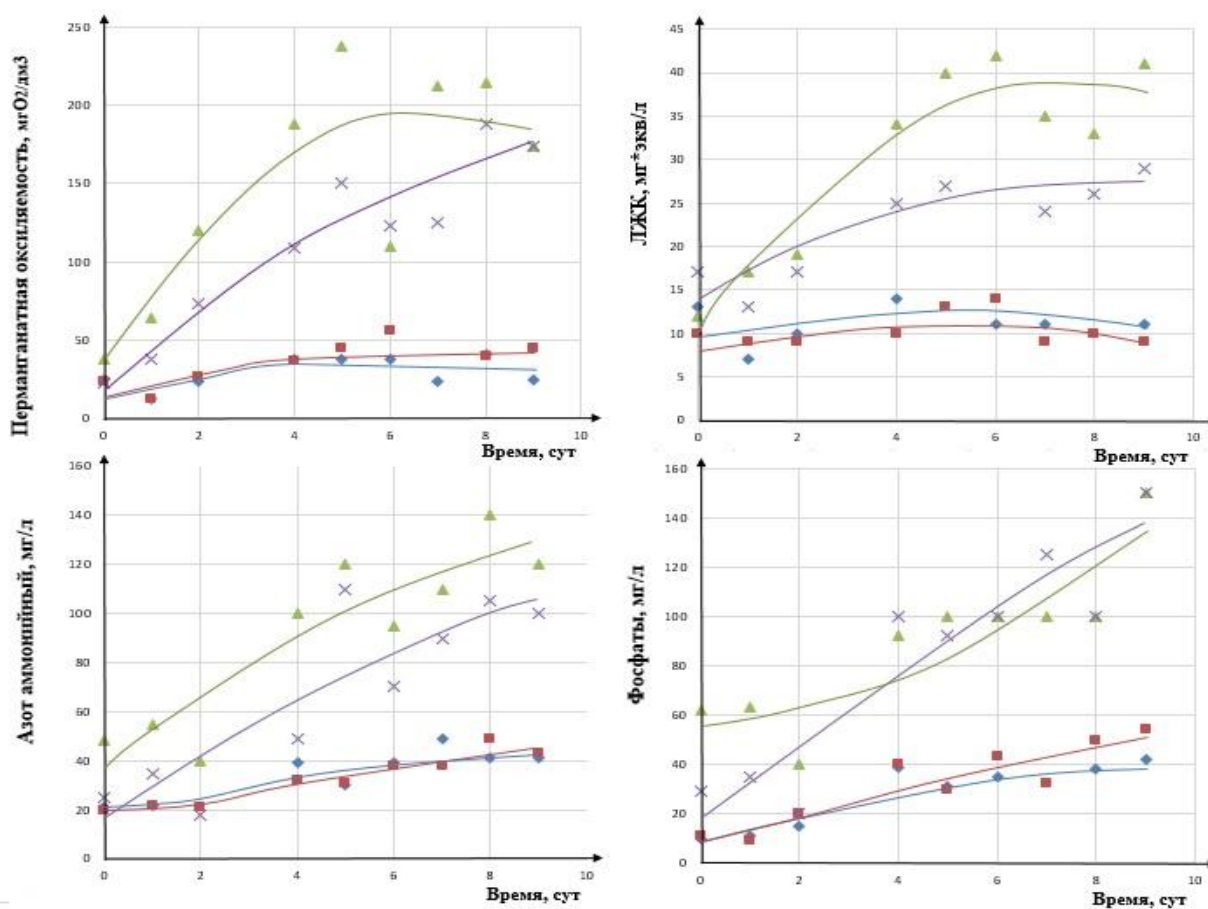 Перманганатная оксиляемость, мгO2/дм3
250
200
150
100
50
0
0 2 4 6 8 10
Время, сут
ЛЖК, мг*экв/л
45
40
35
30
25
20
15
10
5
0
0 2 4 6 8 10
Время, сут
Азот аммонийный, мг/л
160
140
120
100
80
60
40
20
0
0 2 4 6 8 10
Время, сут
Фосфаты, мг/л
160
140
120
100
80
60
40
20
0
0 2 4 6 8 10
Время, сут